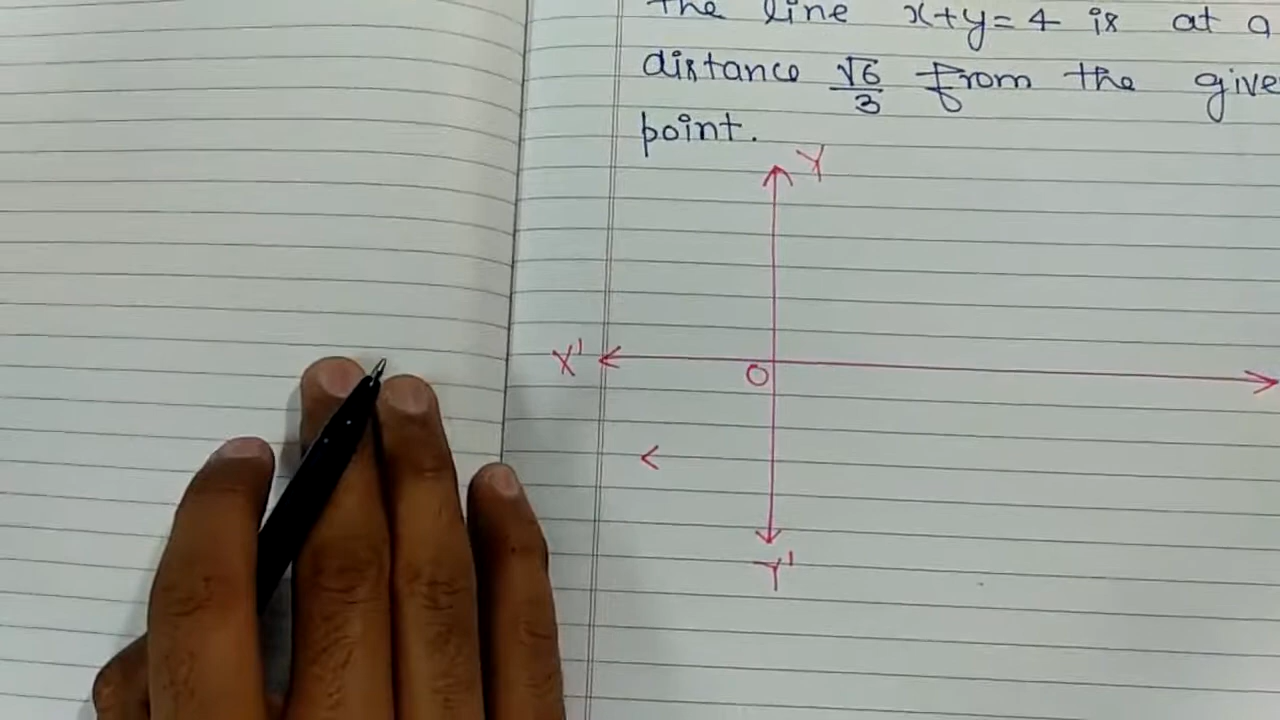 the line x+y=4 is at a
distance √6/3 from the give
point.
Y
X'
O
<
Y'